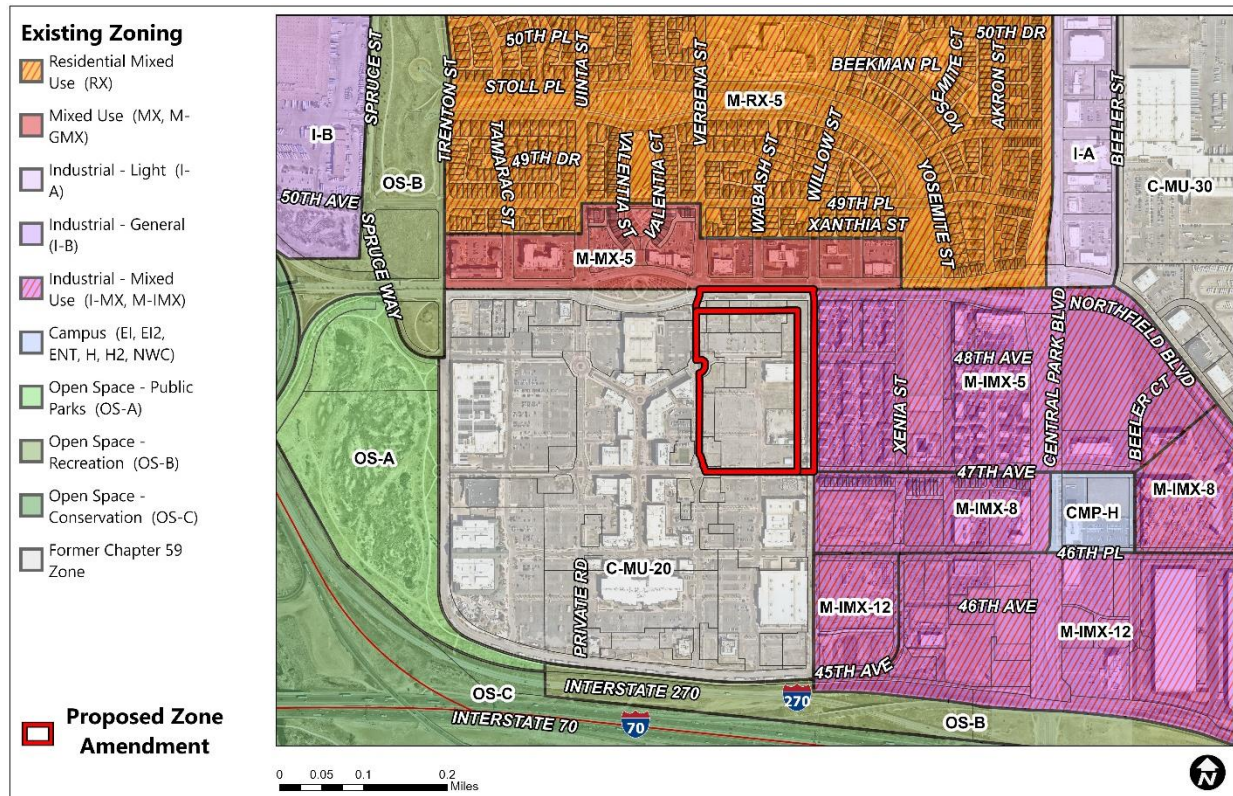 Existing Zoning
Residential Mixed
Use (RX)
Mixed Use (MX, M-
GMX)
Industrial - Light (I-
A)
Industrial - General
(I-B)
Industrial - Mixed
Use (I-MX, M-IMX)
Campus (EI, EI2,
ENT, H, H2, NWC)
Open Space - Public
Parks (OS-A)
Open Space -
Recreation (OS-B)
Open Space -
Conservation (OS-C)
Former Chapter 59
Zone
Proposed Zone
Amendment
SPRUCE ST
TRENTON ST
50TH PL
UINTA ST
VERBENA ST
BEEKMAN PL
YOSEMITE CT
50TH DR
AKRON ST
BEELER ST
STOLL PL
M-RX-5
I-B
I-A
C-MU-30
OS-B
TAMARAC ST
49TH DR
VALENTIA ST
VALENTIA CT
WABASH ST
WILLOW ST
49TH PL
XANTHIA ST
YOSEMITE ST
50TH AVE
SPRUCE WAY
M-MX-5
NORTHFIELD BLVD
CENTRAL PARK BLVD
48TH AVE
M-IMX-5
XENIA ST
BEELER CT
OS-A
47TH AVE
M-IMX-8
CMP-H
M-IMX-8
46TH PL
PRIVATE RD
C-MU-20
M-IMX-12
46TH AVE
M-IMX-12
45TH AVE
OS-C
INTERSTATE 270
270
OS-B
INTERSTATE 70
70
0 0.05 0.1 0.2
Miles
N